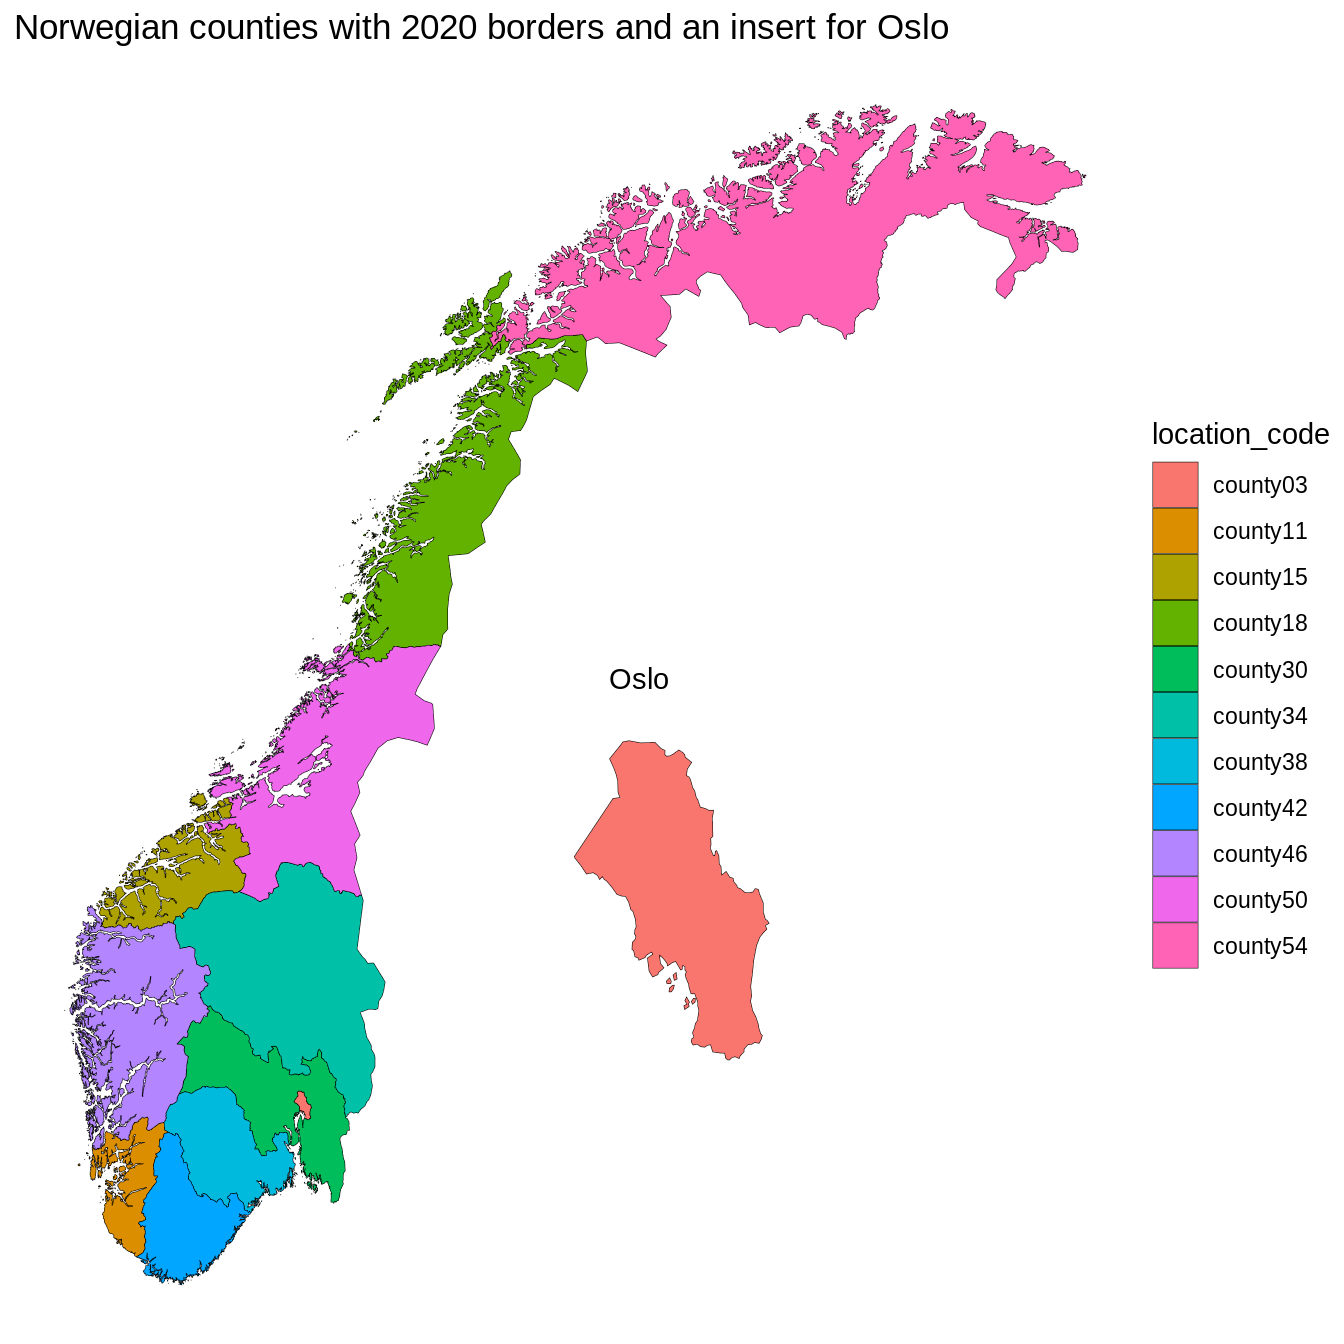 Norwegian counties with 2020 borders and an insert for Oslo
location_code
county03
county11
county15
county18
county30
county34
county38
county42
county46
county50
county54
Oslo